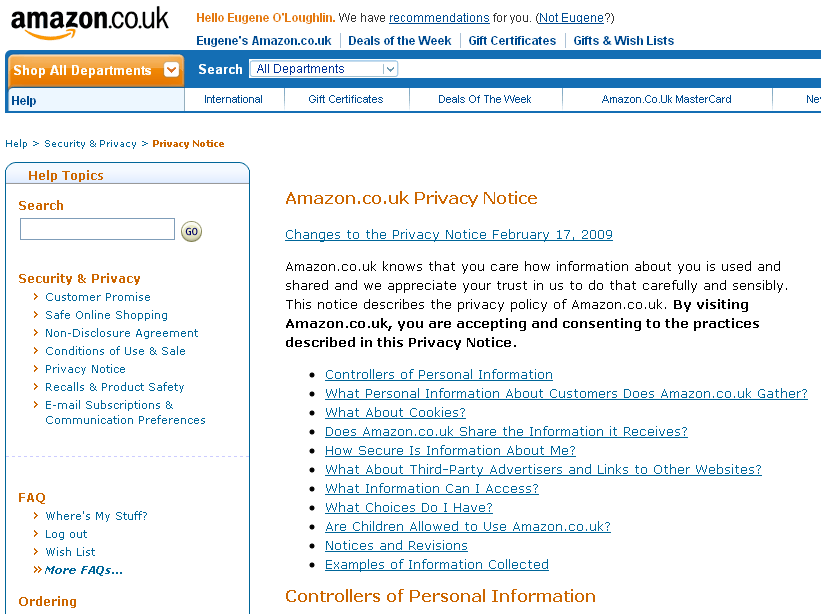 amazon.co.uk
Hello Eugene O'Loughlin. We have recommendations for you. (Not Eugene?)
Eugene's Amazon.co.uk Deals of the Week Gift Certificates Gifts & Wish Lists
Shop All Departments Search All Departments
Help International Gift Certificates Deals Of The Week Amazon.Co.Uk MasterCard
Help > Security & Privacy > Privacy Notice
Help Topics
Search
GO
Security & Privacy
Customer Promise
Safe Online Shopping
Non-Disclosure Agreement
Conditions of Use & Sale
Privacy Notice
Recalls & Product Safety
E-mail Subscriptions &
Communication Preferences
FAQ
Where's My Stuff?
Log out
Wish List
More FAQs...
Ordering
Amazon.co.uk Privacy Notice
Changes to the Privacy Notice February 17, 2009
Amazon.co.uk knows that you care how information about you is used and
shared and we appreciate your trust in us to do that carefully and sensibly.
This notice describes the privacy policy of Amazon.co.uk. By visiting
Amazon.co.uk, you are accepting and consenting to the practices
described in this Privacy Notice.
Controllers of Personal Information
What Personal Information About Customers Does Amazon.co.uk Gather?
What About Cookies?
Does Amazon.co.uk Share the Information it Receives?
How Secure Is Information About Me?
What About Third-Party Advertisers and Links to Other Websites?
What Information Can I Access?
What Choices Do I Have?
Are Children Allowed to Use Amazon.co.uk?
Notices and Revisions
Examples of Information Collected
Controllers of Personal Information